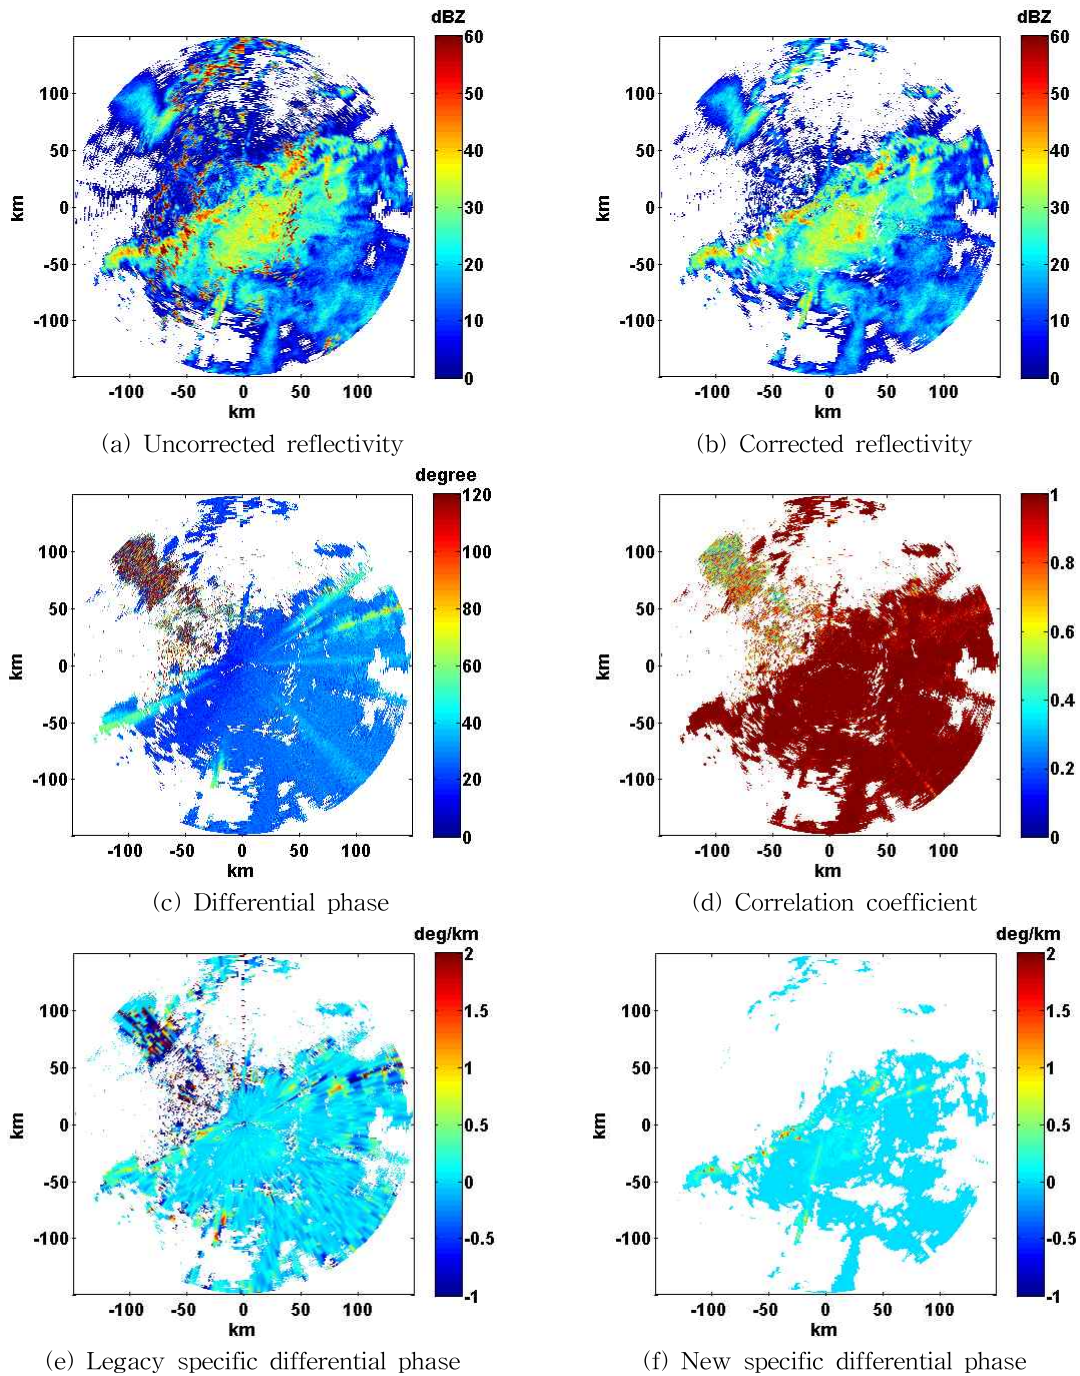 dBZ
dBZ
60
50
40
30
20
10
0
100
50
0
-50
-100
km
-100 -50 0 50 100
km
60
50
40
30
20
10
0
100
50
0
-50
-100
km
-100 -50 0 50 100
km
(a) Uncorrected reflectivity
(b) Corrected reflectivity
degree
120
100
80
60
40
20
0
100
50
0
-50
-100
km
-100 -50 0 50 100
km
1
0.8
0.6
0.4
0.2
0
100
50
0
-50
-100
km
-100 -50 0 50 100
km
(c) Differential phase
(d) Correlation coefficient
deg/km
2
1.5
1
0.5
0
-0.5
-1
100
50
0
-50
-100
km
-100 -50 0 50 100
km
deg/km
2
1.5
1
0.5
0
-0.5
-1
100
50
0
-50
-100
km
-100 -50 0 50 100
km
(e) Legacy specific differential phase
(f) New specific differential phase